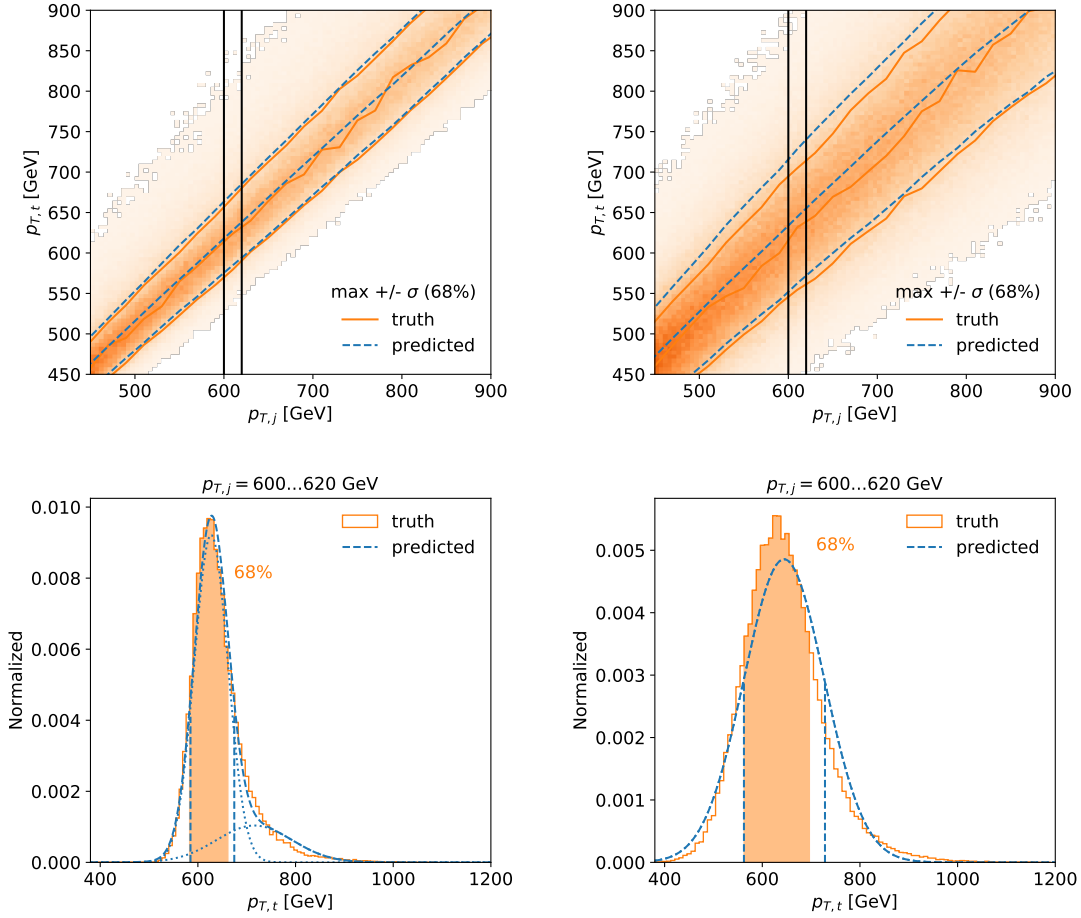 900
850
800
750
700
650
600
550
500
450
p_{T, t} [GeV]
max +/- σ (68%)
truth
predicted
500 600 700 800 900
p_{T, j} [GeV]
900
850
800
750
700
650
600
550
500
450
p_{T, t} [GeV]
max +/- σ (68%)
truth
predicted
500 600 700 800 900
p_{T, j} [GeV]
p_{T, j} = 600...620 GeV
0.010
0.008
0.006
0.004
0.002
0.000
Normalized
truth
predicted
68%
400 600 800 1000 1200
p_{T, t} [GeV]
p_{T, j} = 600...620 GeV
0.005
0.004
0.003
0.002
0.001
0.000
Normalized
truth
predicted
68%
400 600 800 1000 1200
p_{T, t} [GeV]